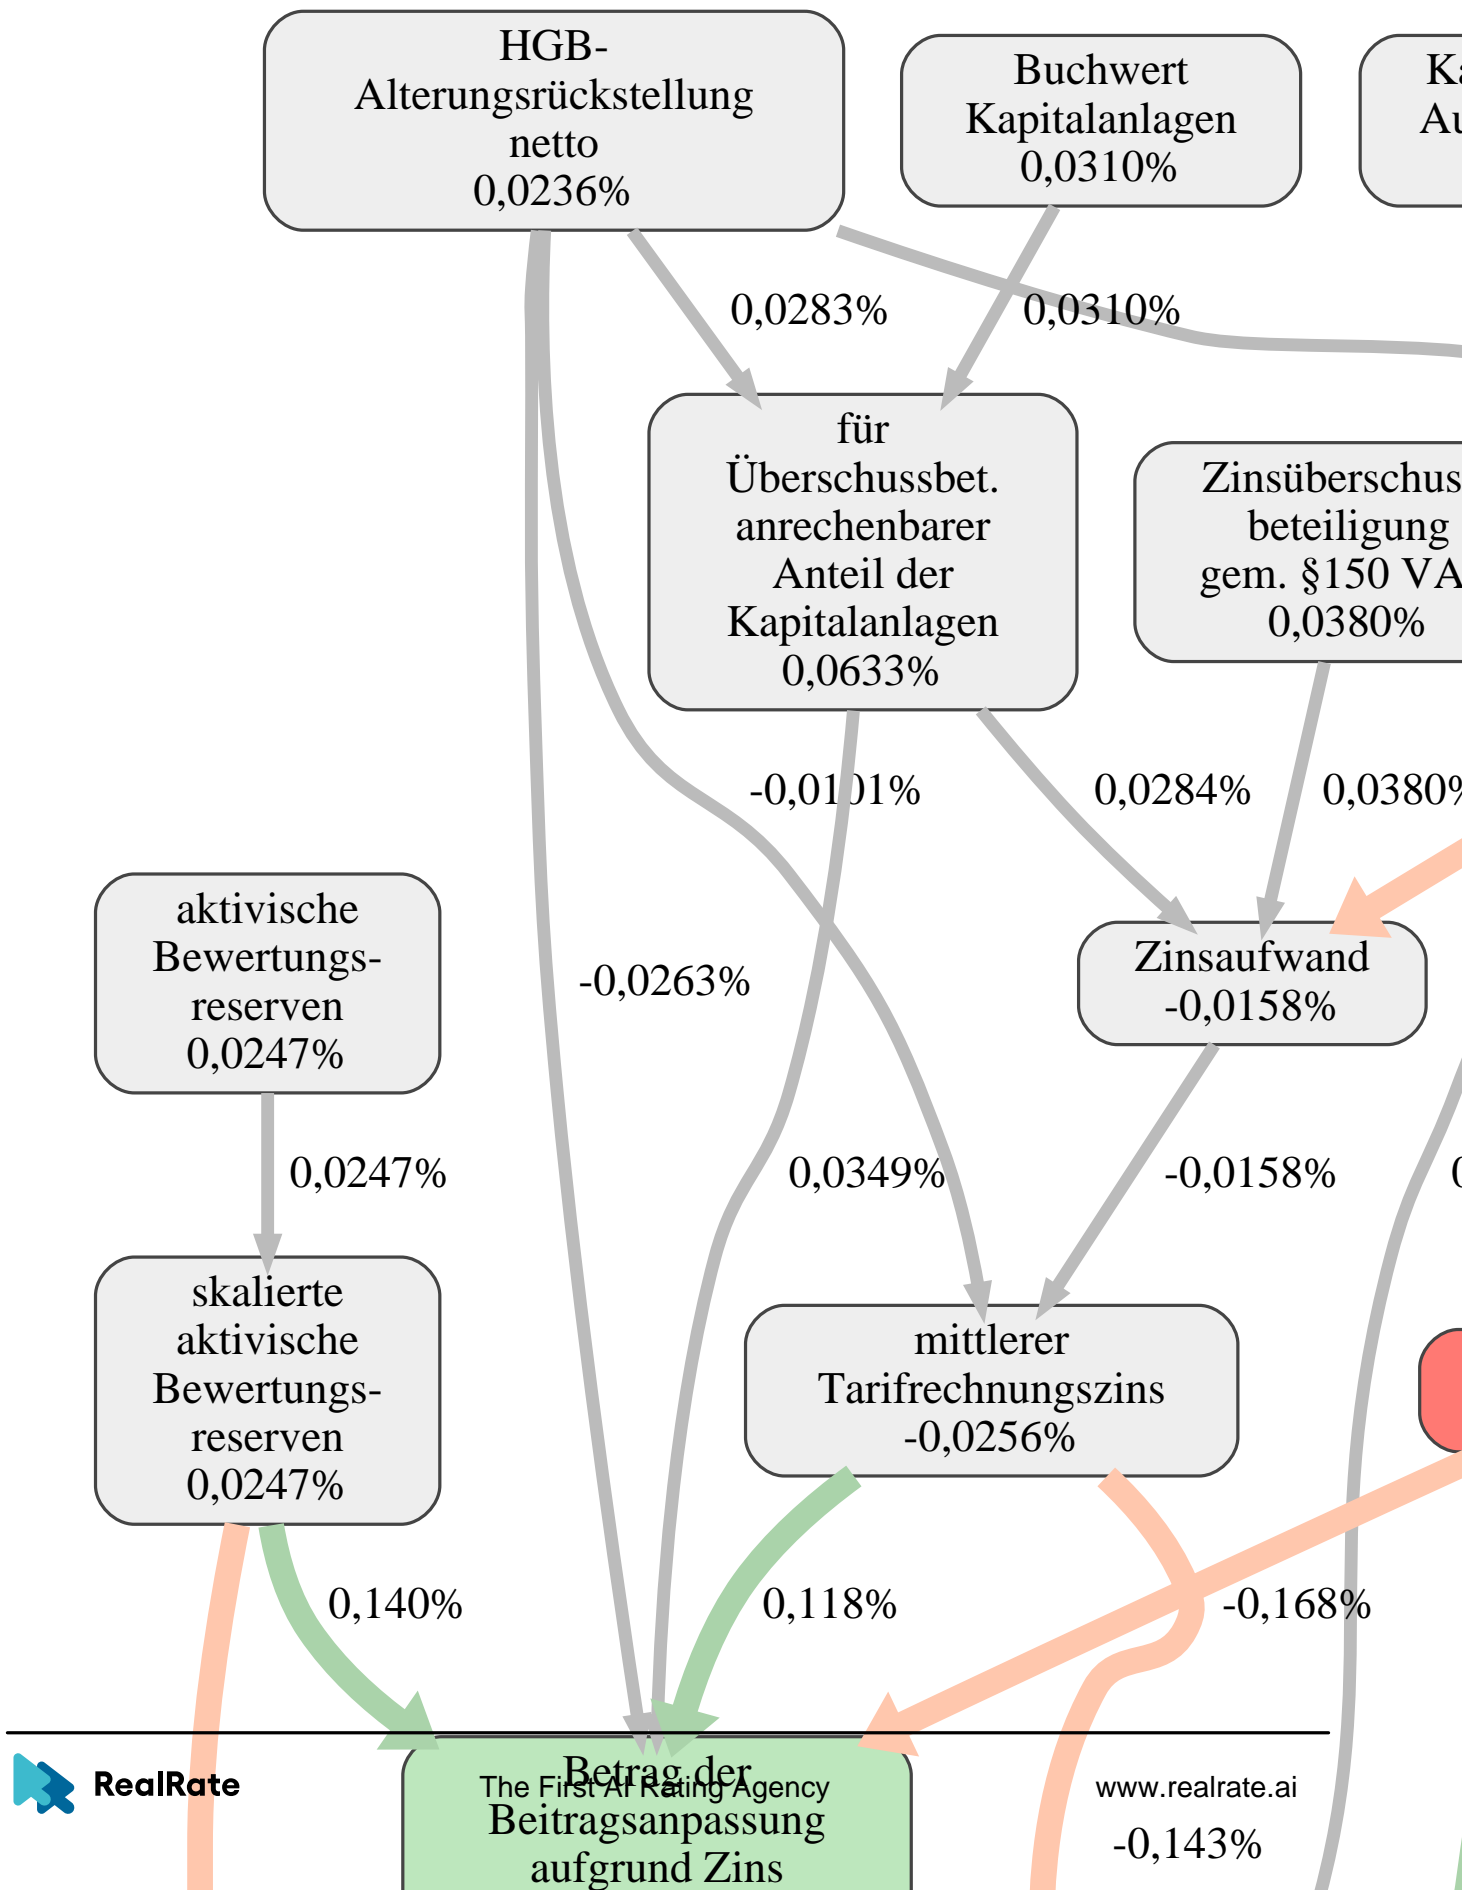 HGB-
Alterungsrückstellung
netto
0,0236%
Buchwert
Kapitalanlagen
0,0310%
Ka
Au
0,0283%
0,0310%
für
Überschussbet.
anrechenbarer
Anteil der
Kapitalanlagen
0,0633%
Zinsüberschus
beteiligung
gem. §150 VA
0,0380%
-0,0101%
0,0284%
0,0380%
aktivische
Bewertungs-
reserven
0,0247%
-0,0263%
Zinsaufwand
-0,0158%
0,0247%
0,0349%
-0,0158%
skalierte
aktivische
Bewertungs-
reserven
0,0247%
mittlerer
Tarifrechnungszins
-0,0256%
0,140%
0,118%
-0,168%
Betrag der
Beitragsanpassung
aufgrund Zins
RealRate
The First AI Rating Agency
www.realrate.ai
-0,143%